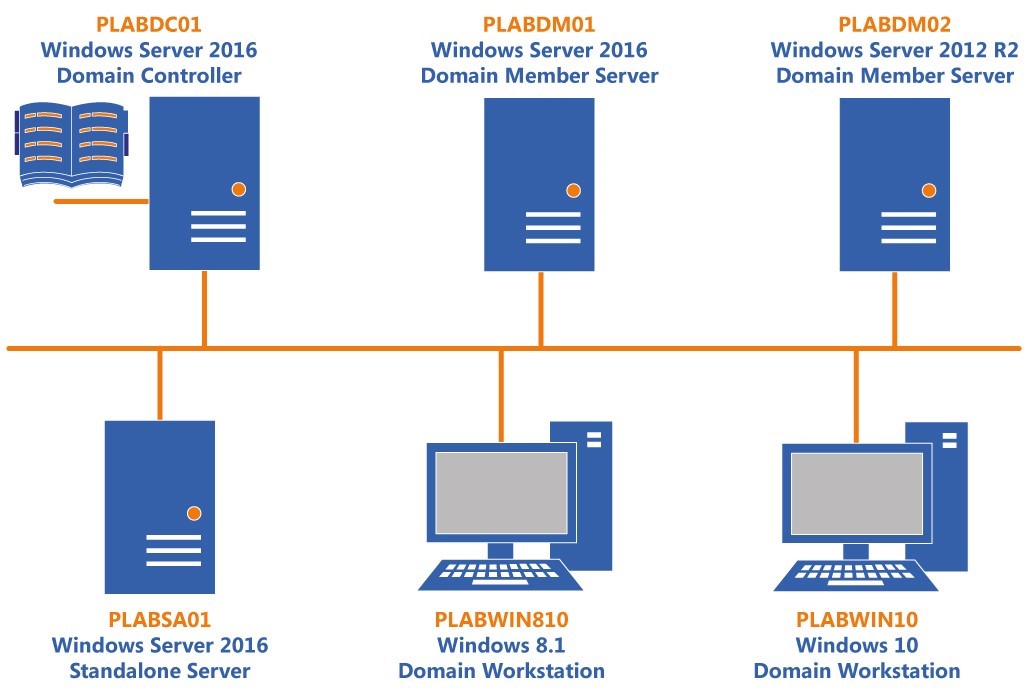 PLABDC01
Windows Server 2016
Domain Controller
PLABDM01
Windows Server 2016
Domain Member Server
PLABDM02
Windows Server 2012 R2
Domain Member Server
PLABSA01
Windows Server 2016
Standalone Server
PLABWIN810
Windows 8.1
Domain Workstation
PLABWIN10
Windows 10
Domain Workstation